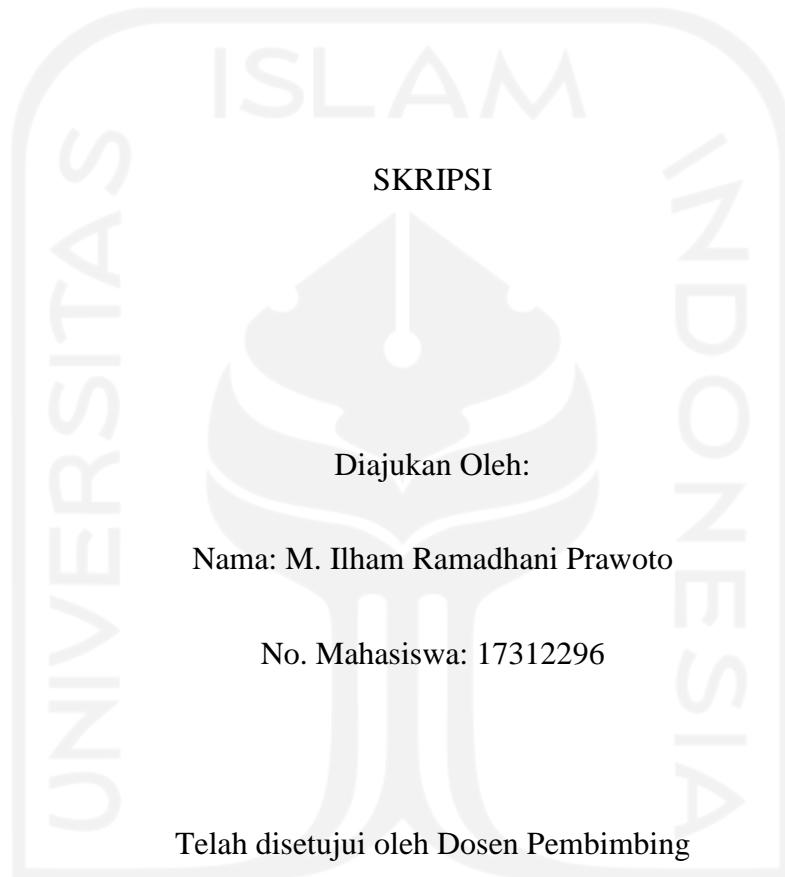 ISLAM
UNIVERSITAS
INDONESIA
SKRIPSI
Diajukan Oleh:
Nama: M. Ilham Ramadhani Prawoto
No. Mahasiswa: 17312296
Telah disetujui oleh Dosen Pembimbing